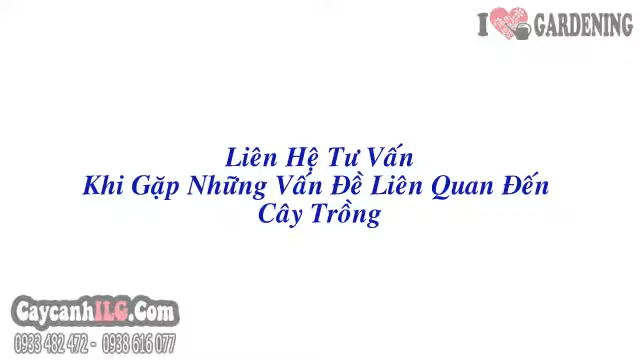 I GARDENING
Liên Hệ Tư Vấn
Khi Gặp Những Vấn Đề Liên Quan Đến
Cây Trồng
CaycanhILG.Com
0933 482 472 - 0938 616 077